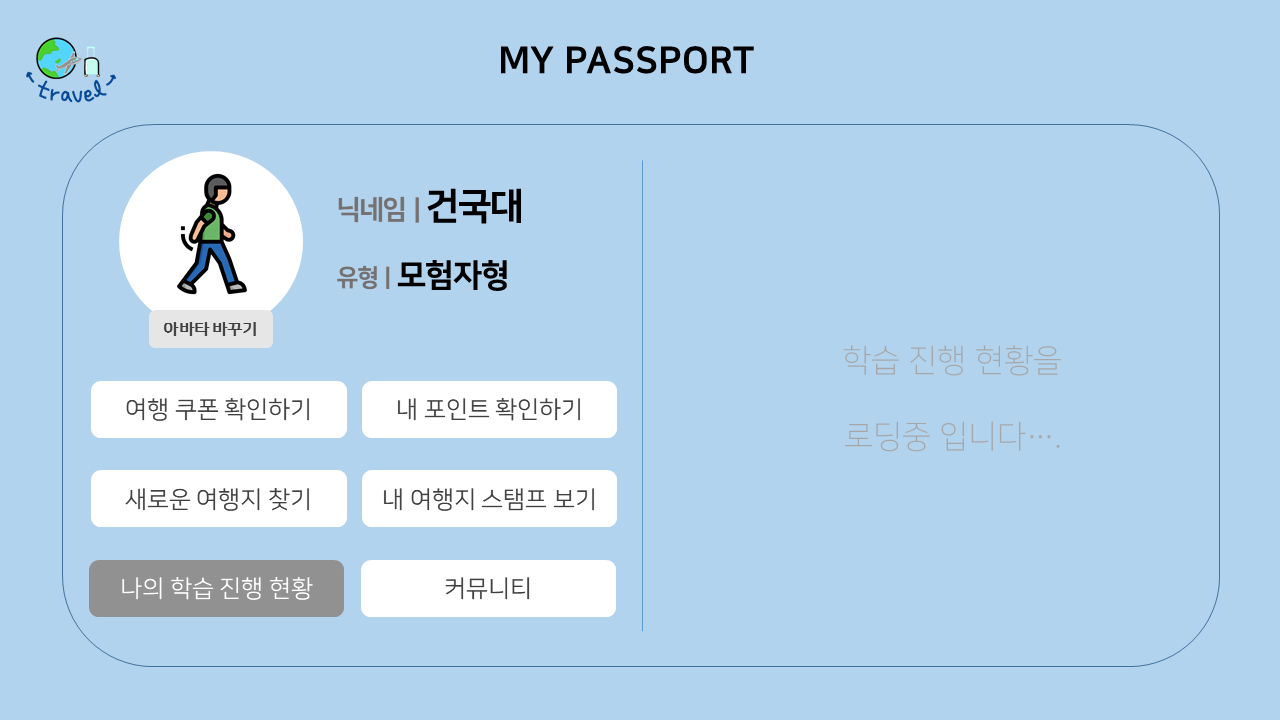 travel
MY PASSPORT
닉네임 | 건국대
유형 | 모험자형
아바타 바꾸기
여행 쿠폰 확인하기
내 포인트 확인하기
새로운 여행지 찾기
내 여행지 스탬프 보기
나의 학습 진행 현황
커뮤니티
학습 진행 현황을
로딩중 입니다….